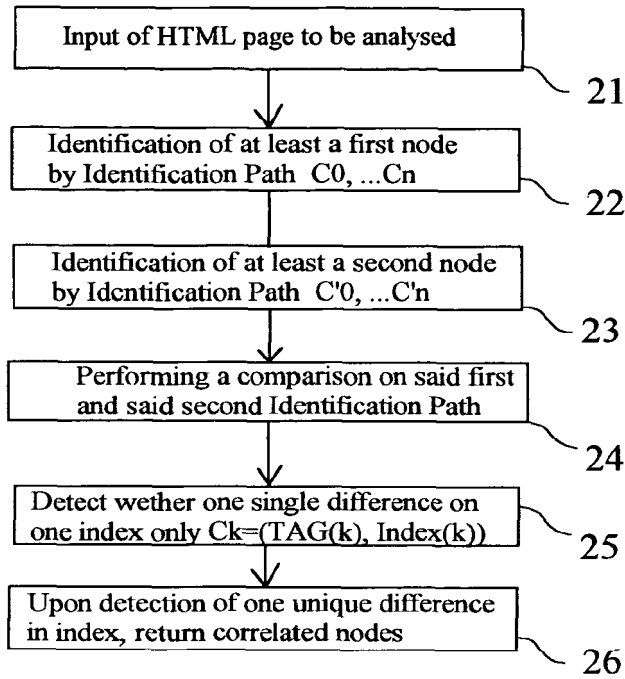 Input of HTML page to be analysed
21
Identification of at least a first node
by Identification Path C0, ...Cn
22
Identification of at least a second node
by Identification Path C'0, ...C'n
23
Performing a comparison on said first
and said second Identification Path
24
Detect wether one single difference on
one index only Ck=(TAG(k), Index(k))
25
Upon detection of one unique difference
in index, return correlated nodes
26